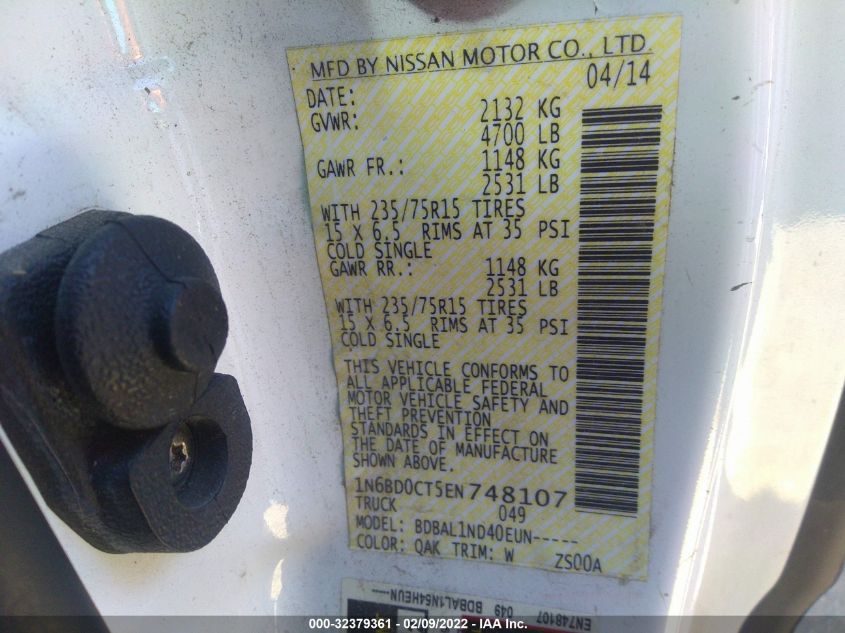 MFD BY NISSAN MOTOR CO., LTD.
DATE: 04/14
GVWR: 2132 KG
4700 LB
GAWR FR.: 1148 KG
2531 LB
WITH 235/75R15 TIRES
15 X 6.5 RIMS AT 35 PSI
COLD SINGLE
GAWR RR.: 1148 KG
2531 LB
WITH 235/75R15 TIRES
15 X 6.5 RIMS AT 35 PSI
COLD SINGLE
THIS VEHICLE CONFORMS TO
ALL APPLICABLE FEDERAL
MOTOR VEHICLE SAFETY AND
THEFT PREVENTION
STANDARDS IN EFFECT ON
THE DATE OF MANUFACTURE
SHOWN ABOVE.
1N6BD0CT5EN748107
TRUCK 049
MODEL: BDBAL1ND40EUN-----
COLOR: QAK TRIM: W ZS00A
EN748107
049 BDBAL1N64HEUN-----
000-32379361 - 02/09/2022 - IAA Inc.